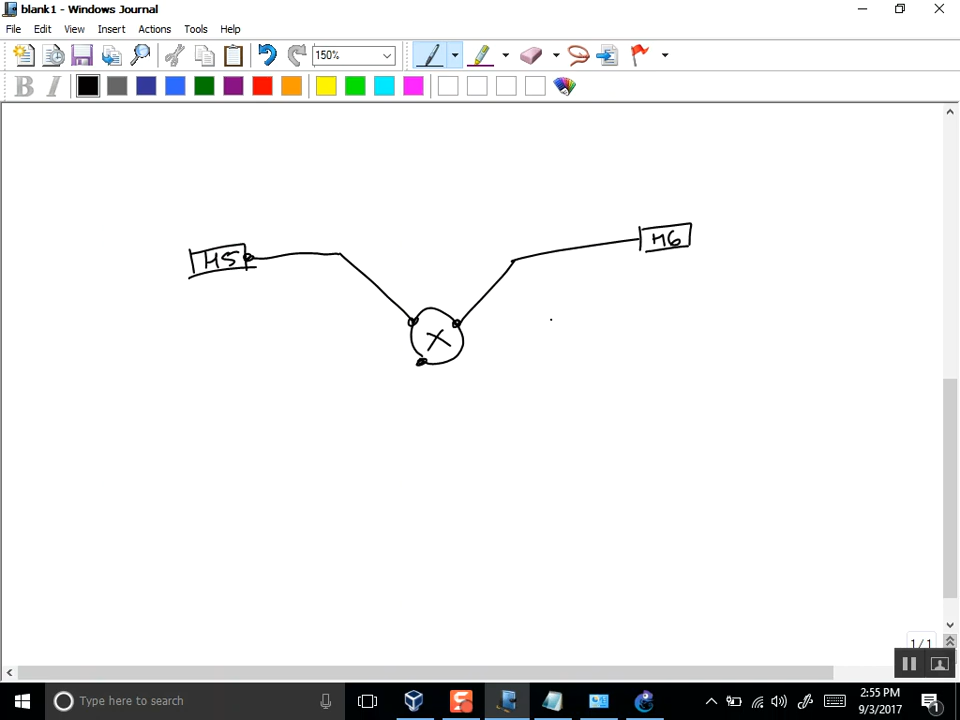 blank1 - Windows Journal
File Edit View Insert Actions Tools Help
150%
B I
H5 H6
X
1/1
Type here to search
2:55 PM
9/3/2017
1